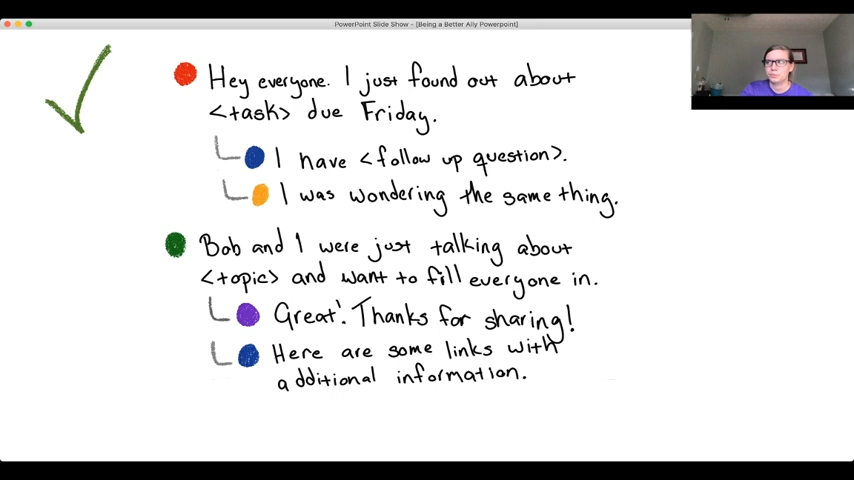 PowerPoint Slide Show - [Being a Better Ally Powerpoint]
Hey everyone. I just found out about
<task> due Friday.
I have <follow up question>.
I was wondering the same thing.
Bob and I were just talking about
<topic> and want to fill everyone in.
Great! Thanks for sharing!
Here are some links with
additional information.